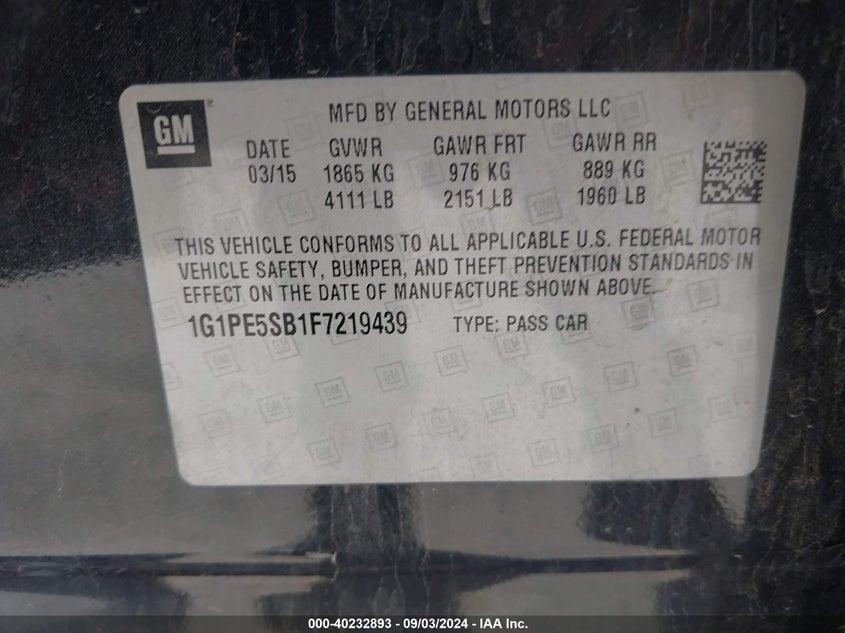 GM
MFD BY GENERAL MOTORS LLC
DATE GVWR GAWR FRT GAWR RR
03/15 1865 KG 976 KG 889 KG
4111 LB 2151 LB 1960 LB
THIS VEHICLE CONFORMS TO ALL APPLICABLE U.S. FEDERAL MOTOR
VEHICLE SAFETY, BUMPER, AND THEFT PREVENTION STANDARDS IN
EFFECT ON THE DATE OF MANUFACTURE SHOWN ABOVE.
1G1PE5SB1F7219439 TYPE: PASS CAR
000-40232893 - 09/03/2024 - IAA Inc.